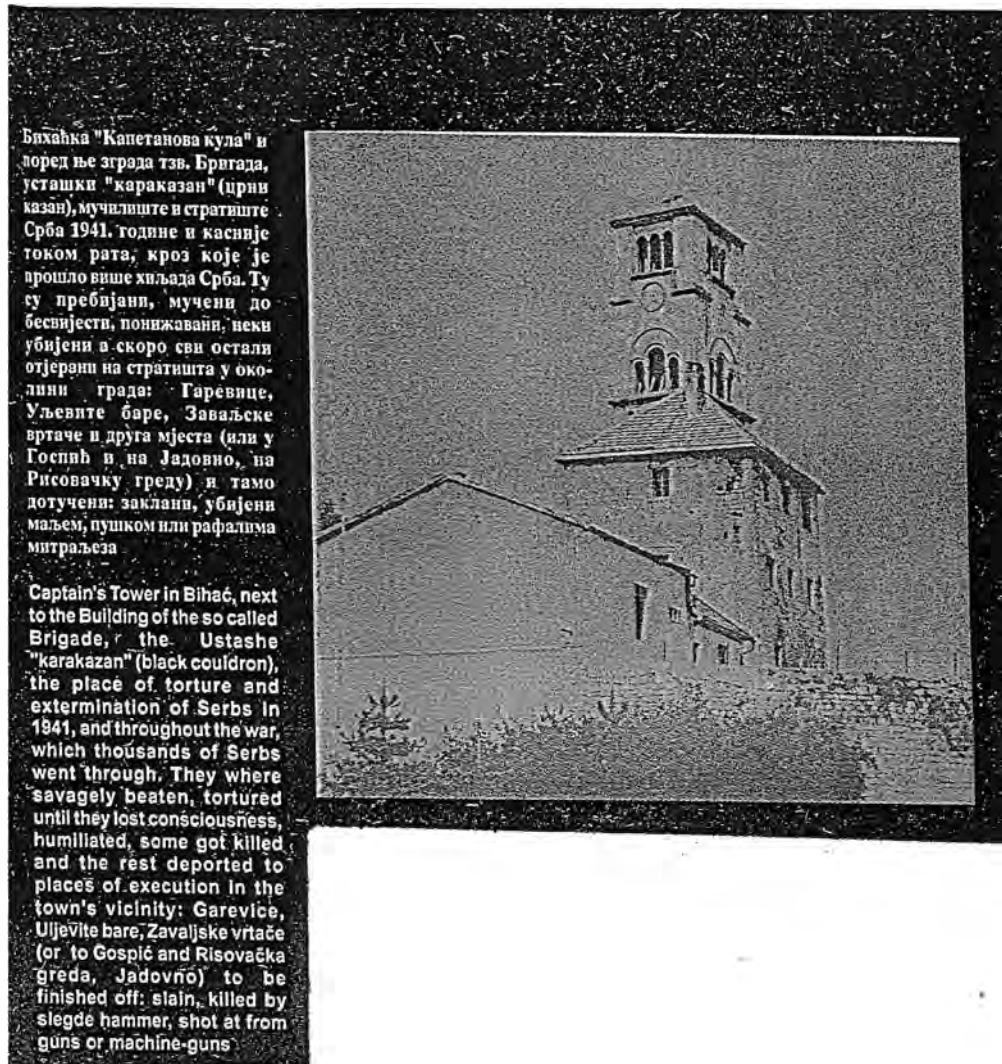 Бихаћка "Капетанова кула" и
поред ње зграда тзв. Бригада,
усташки "караказан" (црни
казан), мучилиште и стратиште
Срба 1941. године и касније
током рата, кроз које је
прошло више хиљада Срба. Ту
су пребијани, мучени до
бесвијести, понижавани, неки
убијени а скоро сви остали
отјерани на стратишта у око-
лини града: Гаревице,
Уљевите баре, Заваљске
вртаче и друга мјеста (или у
Госпић и на Јадовно, на
Рисовачку греду) и тамо
дотучени: заклани, убијени
маљем, пушком или рафалима
митраљеза
Captain's Tower in Bihać, next
to the Building of the so called
Brigade, the Ustashe
"karakazan" (black couldron),
the place of torture and
extermination of Serbs in
1941, and throughout the war,
which thousands of Serbs
went through. They where
savagely beaten, tortured
until they lost consciousness,
humiliated, some got killed
and the rest deported to
places of execution in the
town's vicinity: Garevice,
Uljevite bare, Zavaljske vrtače
(or to Gospić and Risovačka
greda, Jadovno) to be
finished off: slain, killed by
slegde hammer, shot at from
guns or machine-guns